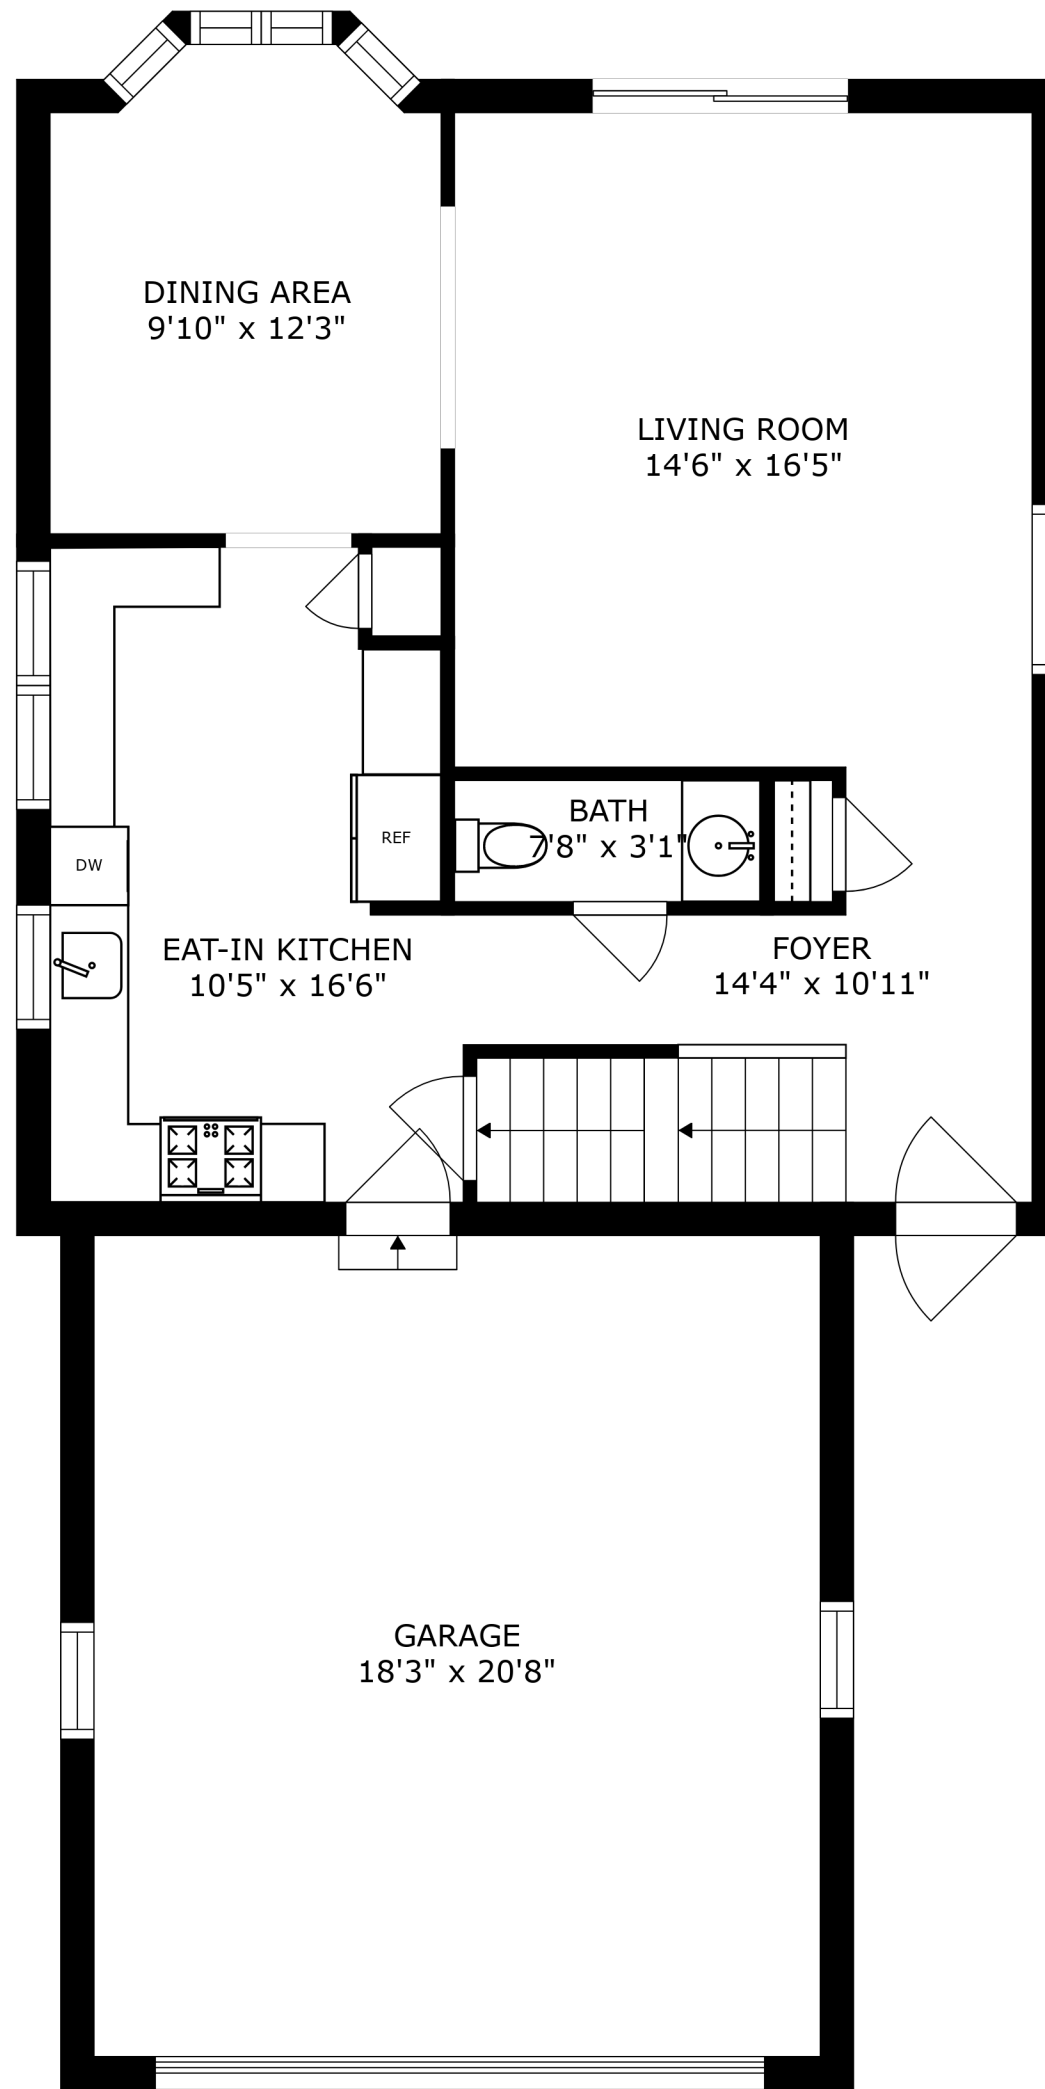 DINING AREA
9'10" x 12'3"
LIVING ROOM
14'6" x 16'5"
BATH
7'8" x 3'1"
REF
DW
EAT-IN KITCHEN
10'5" x 16'6"
FOYER
14'4" x 10'11"
GARAGE
18'3" x 20'8"